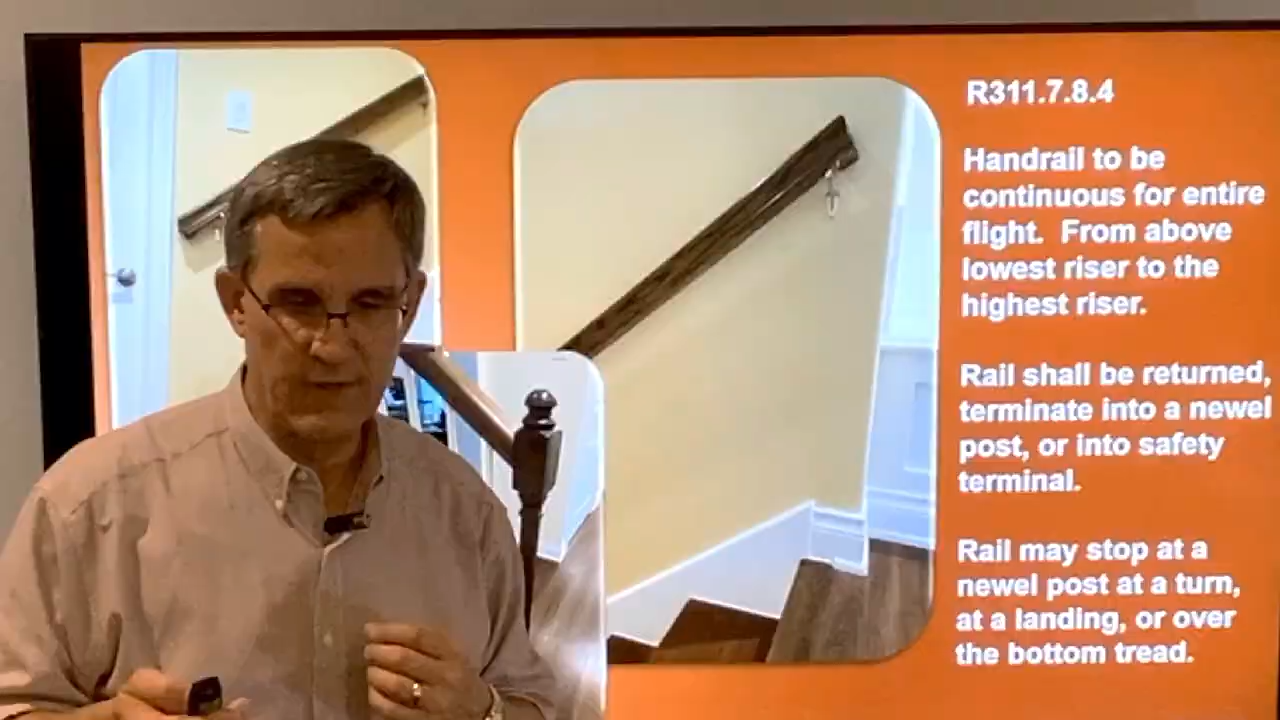 R311.7.8.4
Handrail to be
continuous for entire
flight. From above
lowest riser to the
highest riser.
Rail shall be returned,
terminate into a newel
post, or into safety
terminal.
Rail may stop at a
newel post at a turn,
at a landing, or over
the bottom tread.